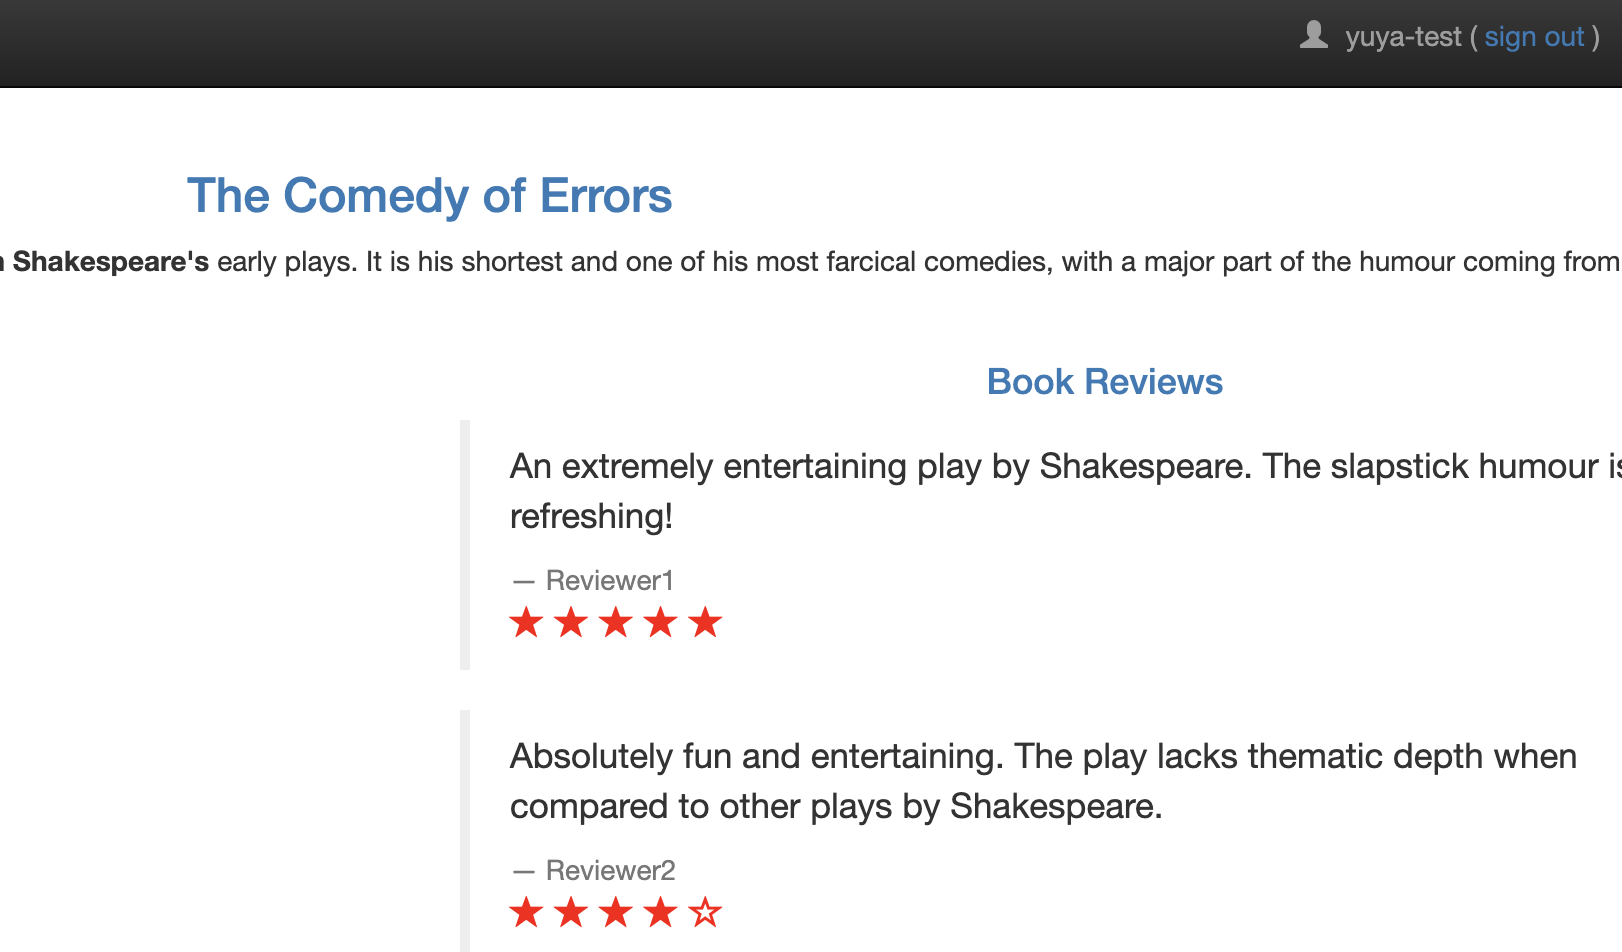 yuya-test ( sign out )
The Comedy of Errors
Shakespeare's early plays. It is his shortest and one of his most farcical comedies, with a major part of the humour coming from
Book Reviews
An extremely entertaining play by Shakespeare. The slapstick humour
refreshing!
— Reviewer1
Absolutely fun and entertaining. The play lacks thematic depth when
compared to other plays by Shakespeare.
— Reviewer2